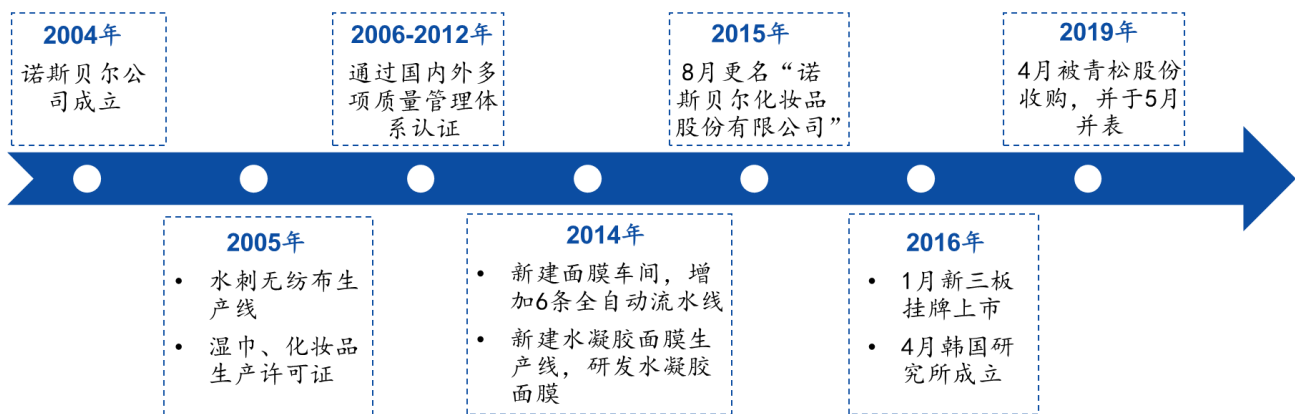 2004年
诺斯贝尔公
司成立
2006-2012年
通过国内外多
项质量管理体
系认证
2015年
8月更名“诺
斯贝尔化妆品
股份有限公司”
2019年
4月被青松股份
收购，并于5月
并表
2005年
• 水刺无纺布生
产线
• 湿巾、化妆品
生产许可证
2014年
• 新建面膜车间，增
加6条全自动流水线
• 新建水凝胶面膜生
产线，研发水凝胶
面膜
2016年
• 1月新三板
挂牌上市
• 4月韩国研
究所成立